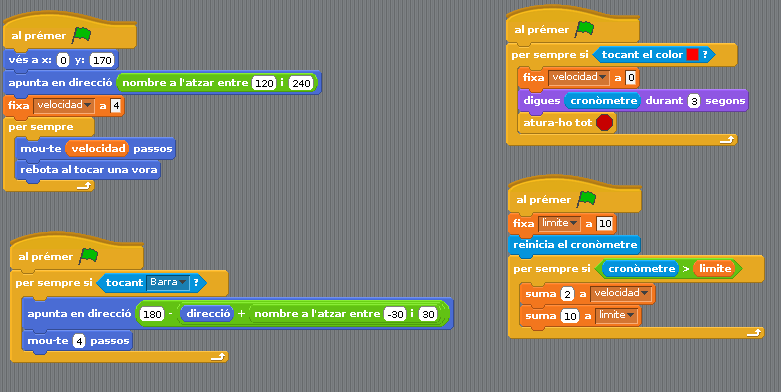 al prémer
vés a x: 0 y: 170
apunta en direcció nombre a l'atzar entre 120 i 240
fixa velocidad a 4
per sempre
mou-te velocidad passos
rebota al tocar una vora
al prémer
per sempre si tocant Barra ?
apunta en direcció 180 - direcció + nombre a l'atzar entre -30 i 30
mou-te 4 passos
al prémer
per sempre si tocant el color ?
fixa velocidad a 0
digues cronòmetre durant 3 segons
atura-ho tot
al prémer
fixa limite a 10
reinicia el cronòmetre
per sempre si cronòmetre > limite
suma 2 a velocidad
suma 10 a limite